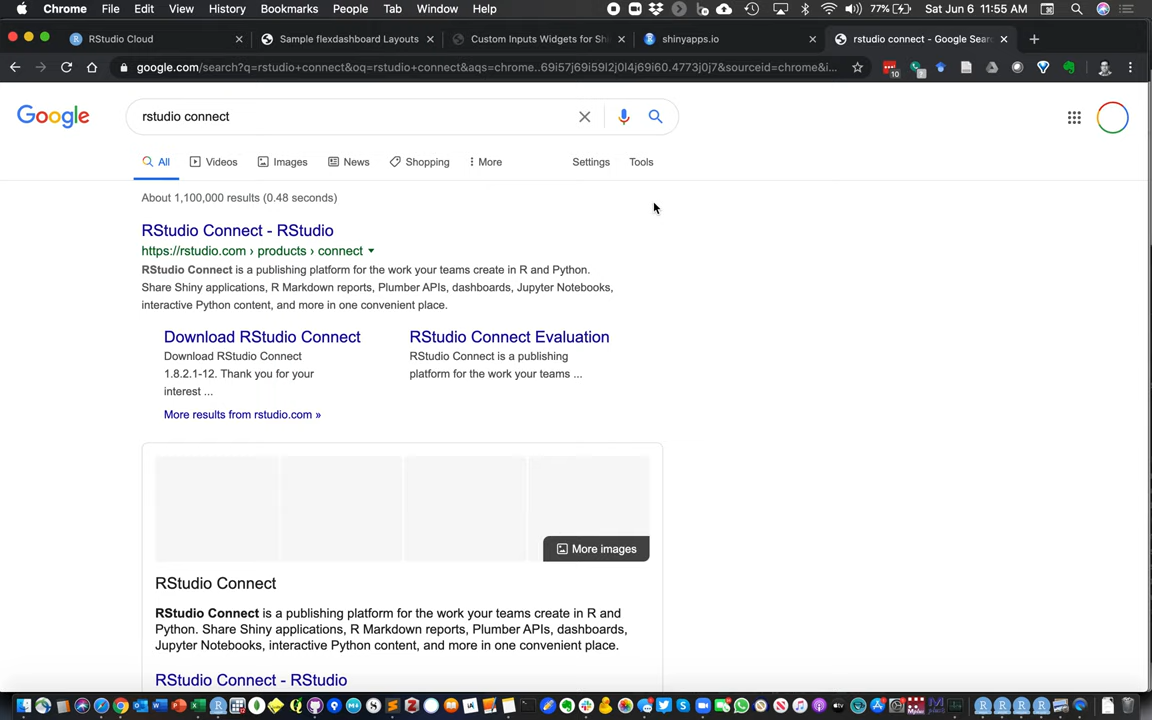 Chrome File Edit View History Bookmarks People Tab Window Help 77% Sat Jun 6 11:55 AM
RStudio Cloud Sample flexdashboard Layouts Custom Inputs Widgets for Shi shinyapps.io rstudio connect - Google Searc
google.com/search?q=rstudio+connect&oq=rstudio+connect&aqs=chrome..69i57j69i59l2j0l4j69i60.4773j0j7&sourceid=chrome&i...
10
Google rstudio connect
All Videos Images News Shopping More Settings Tools
About 1,100,000 results (0.48 seconds)
RStudio Connect - RStudio
https://rstudio.com › products › connect
RStudio Connect is a publishing platform for the work your teams create in R and Python.
Share Shiny applications, R Markdown reports, Plumber APIs, dashboards, Jupyter Notebooks,
interactive Python content, and more in one convenient place.
Download RStudio Connect RStudio Connect Evaluation
Download RStudio Connect RStudio Connect is a publishing
1.8.2.1-12. Thank you for your platform for the work your teams ...
interest ...
More results from rstudio.com »
More images
RStudio Connect
RStudio Connect is a publishing platform for the work your teams create in R and
Python. Share Shiny applications, R Markdown reports, Plumber APIs, dashboards,
Jupyter Notebooks, interactive Python content, and more in one convenient place.
RStudio Connect - RStudio